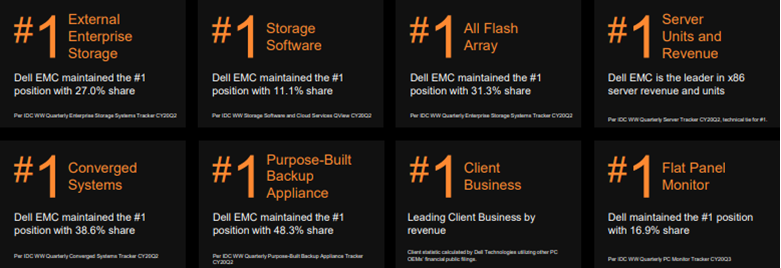 #1 External
Enterprise
Storage
Dell EMC maintained the #1
position with 27.0% share
Per IDC WW Quarterly Enterprise Storage Systems Tracker CY20Q2
#1 Storage
Software
Dell EMC maintained the #1
position with 11.1% share
Per IDC WW Storage Software and Cloud Services QView CY20Q2
#1 All Flash
Array
Dell EMC maintained the #1
position with 31.3% share
Per IDC WW Quarterly Enterprise Storage Systems Tracker CY20Q2
#1 Server
Units and
Revenue
Dell EMC is the leader in x86
server revenue and units
Per IDC WW Quarterly Server Tracker CY20Q2, technical tie for #1.
#1 Converged
Systems
Dell EMC maintained the #1
position with 38.6% share
Per IDC WW Quarterly Converged Systems Tracker CY20Q2
#1 Purpose-Built
Backup
Appliance
Dell EMC maintained the #1
position with 48.3% share
Per IDC WW Quarterly Purpose-Built Backup Appliance Tracker
CY20Q2
#1 Client
Business
Leading Client Business by
revenue
Client statistic calculated by Dell Technologies utilizing other PC
OEMs' financial public filings.
#1 Flat Panel
Monitor
Dell maintained the #1 position
with 16.9% share
Per IDC WW Quarterly PC Monitor Tracker CY20Q3